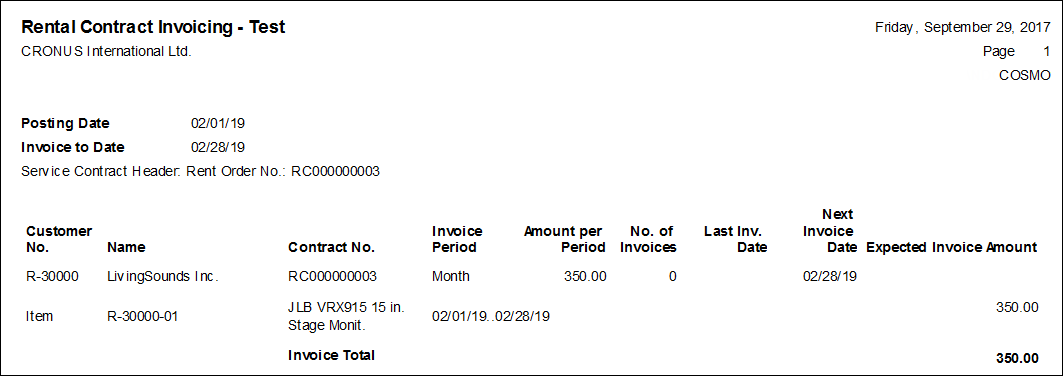 Rental Contract Invoicing - Test
Friday, September 29, 2017
CRONUS International Ltd.
Page 1
COSMO
Posting Date 02/01/19
Invoice to Date 02/28/19
Service Contract Header: Rent Order No.: RC000000003
Customer No. Name Contract No. Invoice Period Amount per Period No. of Invoices Last Inv. Date Next Invoice Date Expected Invoice Amount
R-30000 LivingSounds Inc. RC000000003 Month 350.00 0 02/28/19
Item R-30000-01 JLB VRX915 15 in. Stage Monit. 02/01/19..02/28/19 350.00
Invoice Total 350.00